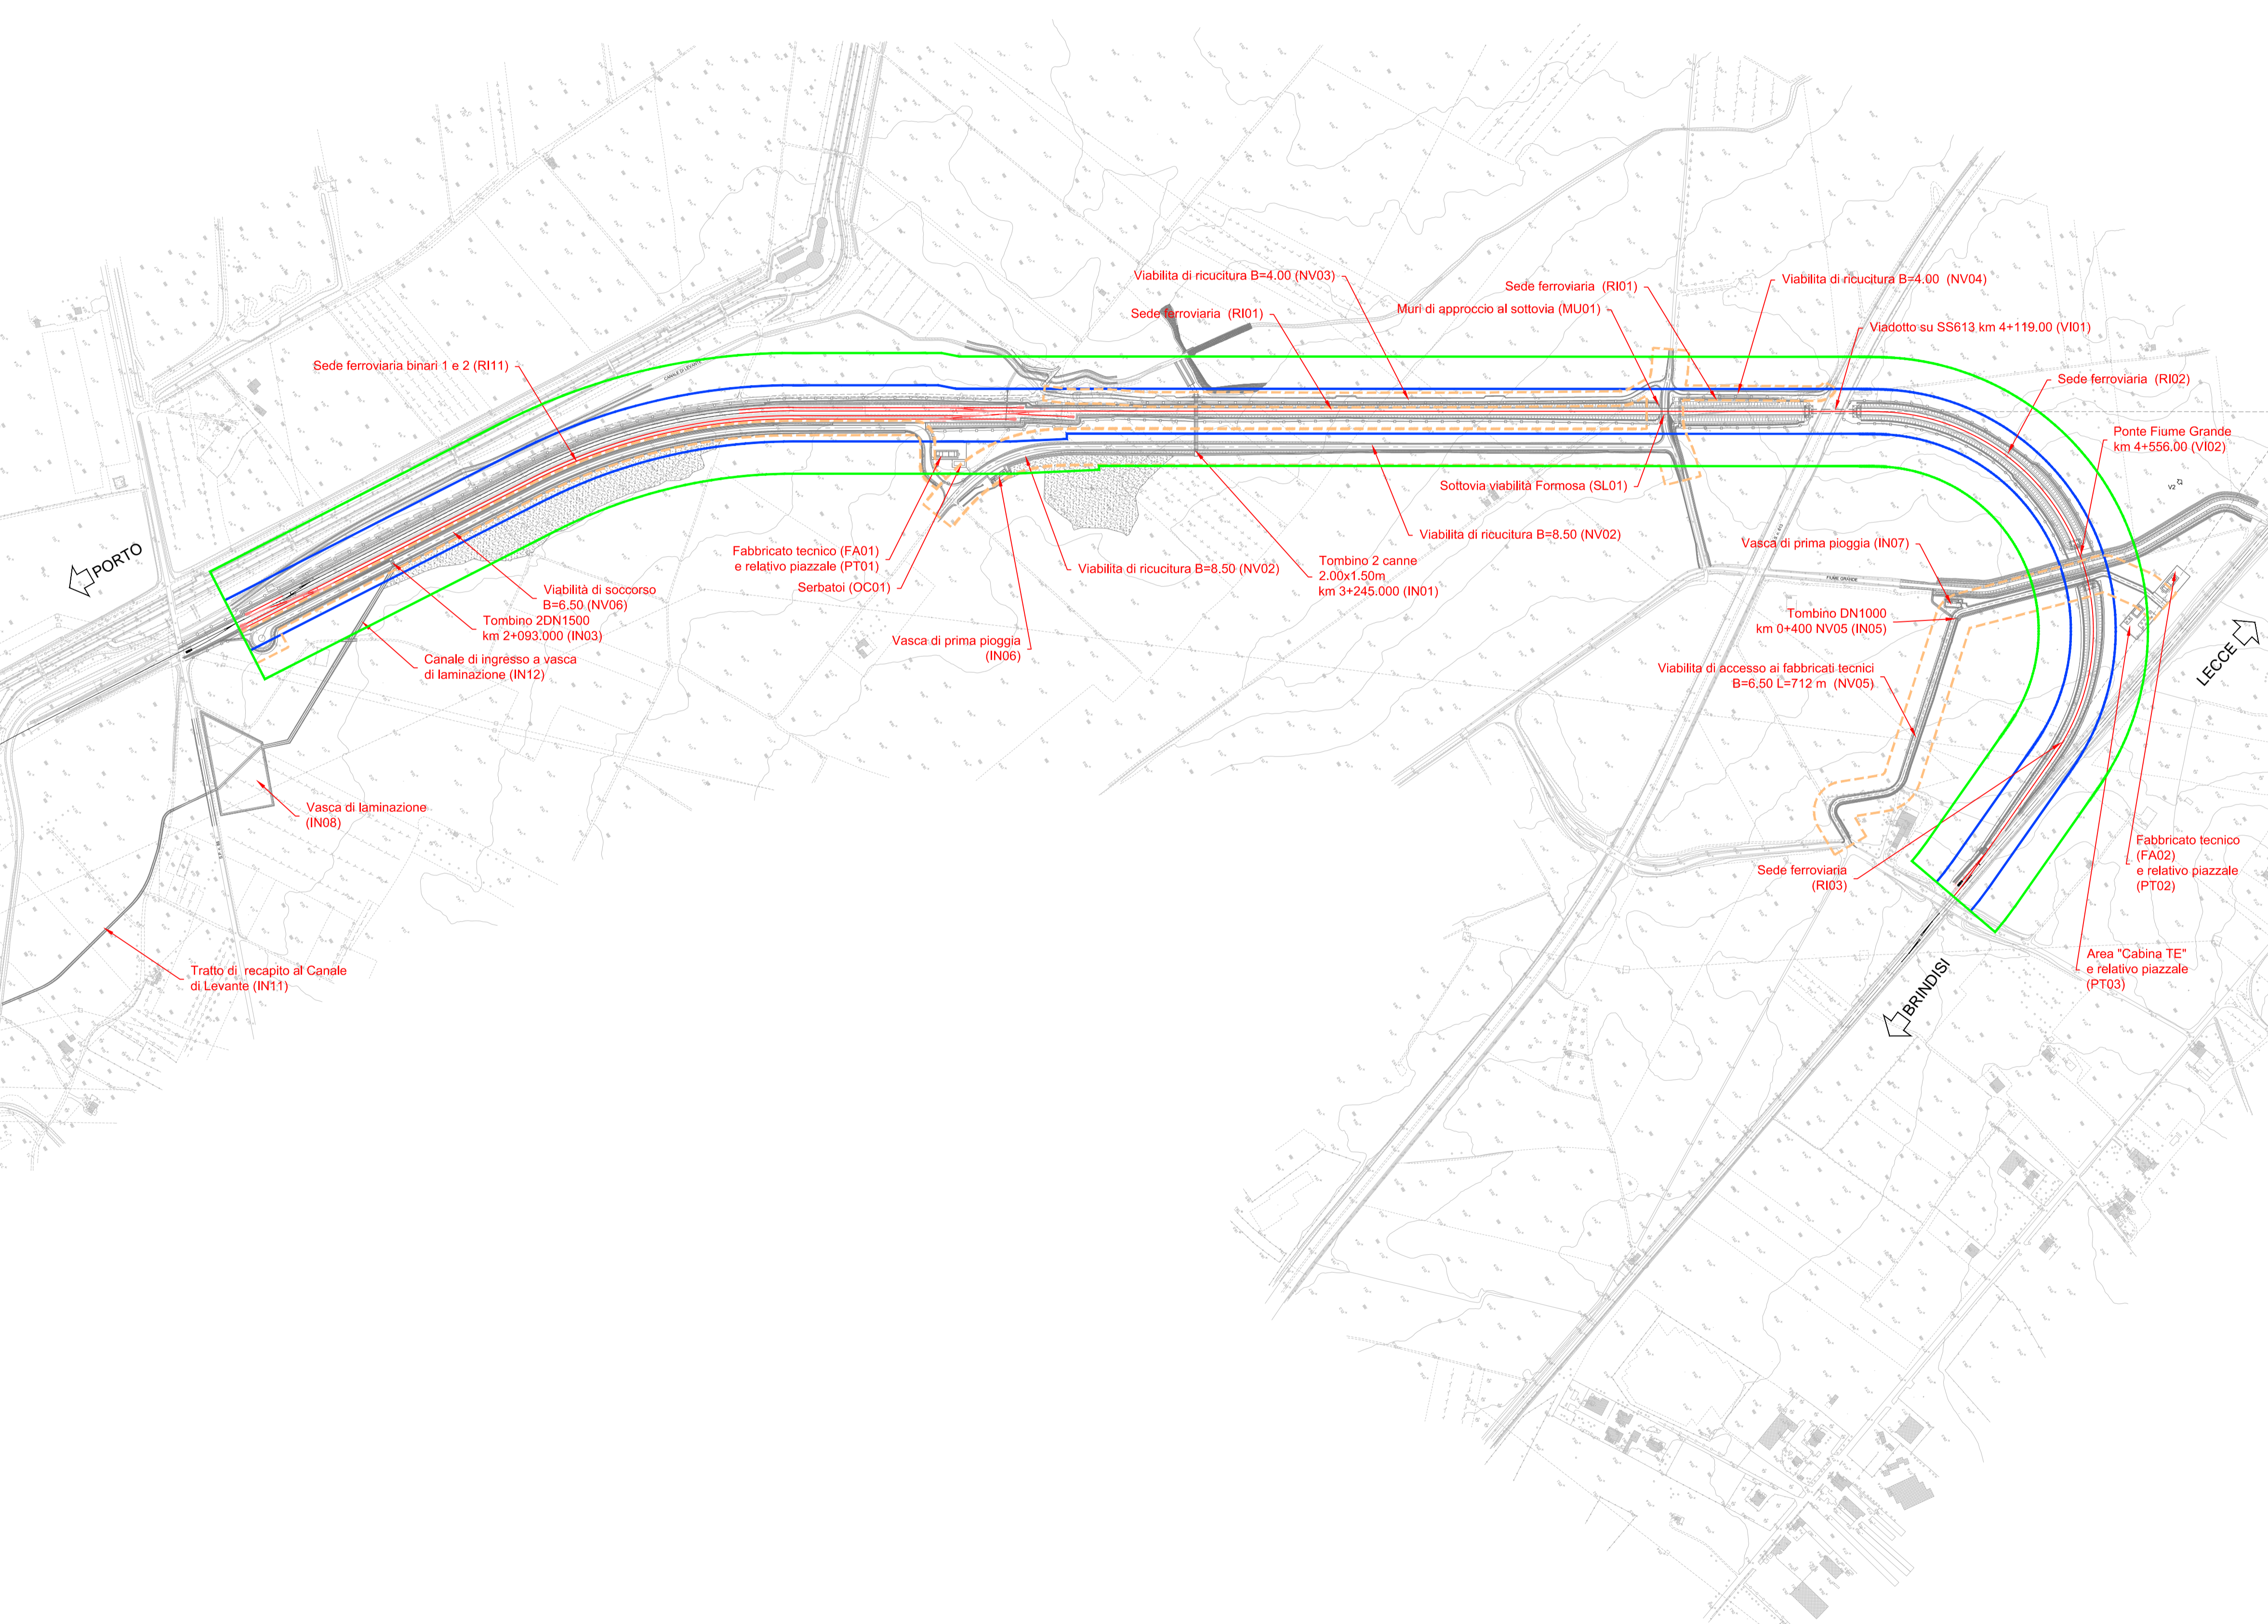 Viabilita di ricucitura B=4.00 (NV03)
Sede ferroviaria (RI01)
Sede ferroviaria (RI01)
Muri di approccio al sottovia (MU01)
Viabilita di ricucitura B=4.00 (NV04)
Viadotto su SS613 km 4+119.00 (VI01)
Sede ferroviaria binari 1 e 2 (RI11)
CANALE DI LEVANTE
Sede ferroviaria (RI02)
Ponte Fiume Grande
km 4+556.00 (VI02)
V2
Sottovia viabilità Formosa (SL01)
Viabilita di ricucitura B=8.50 (NV02)
Vasca di prima pioggia (IN07)
FIUME GRANDE
PORTO
Fabbricato tecnico (FA01)
e relativo piazzale (PT01)
Serbatoi (OC01)
Viabilita di ricucitura B=8.50 (NV02)
Tombino 2 canne
2.00x1.50m
km 3+245.000 (IN01)
Viabilità di soccorso
B=6.50 (NV06)
Tombino 2DN1500
km 2+093.000 (IN03)
Vasca di prima pioggia
(IN06)
Canale di ingresso a vasca
di laminazione (IN12)
Tombino DN1000
km 0+400 NV05 (IN05)
Viabilita di accesso ai fabbricati tecnici
B=6,50 L=712 m (NV05)
LECCE
Vasca di laminazione
(IN08)
Sede ferroviaria
(RI03)
Fabbricato tecnico
(FA02)
e relativo piazzale
(PT02)
Area "Cabina TE"
e relativo piazzale
(PT03)
Tratto di recapito al Canale
di Levante (IN11)
BRINDISI